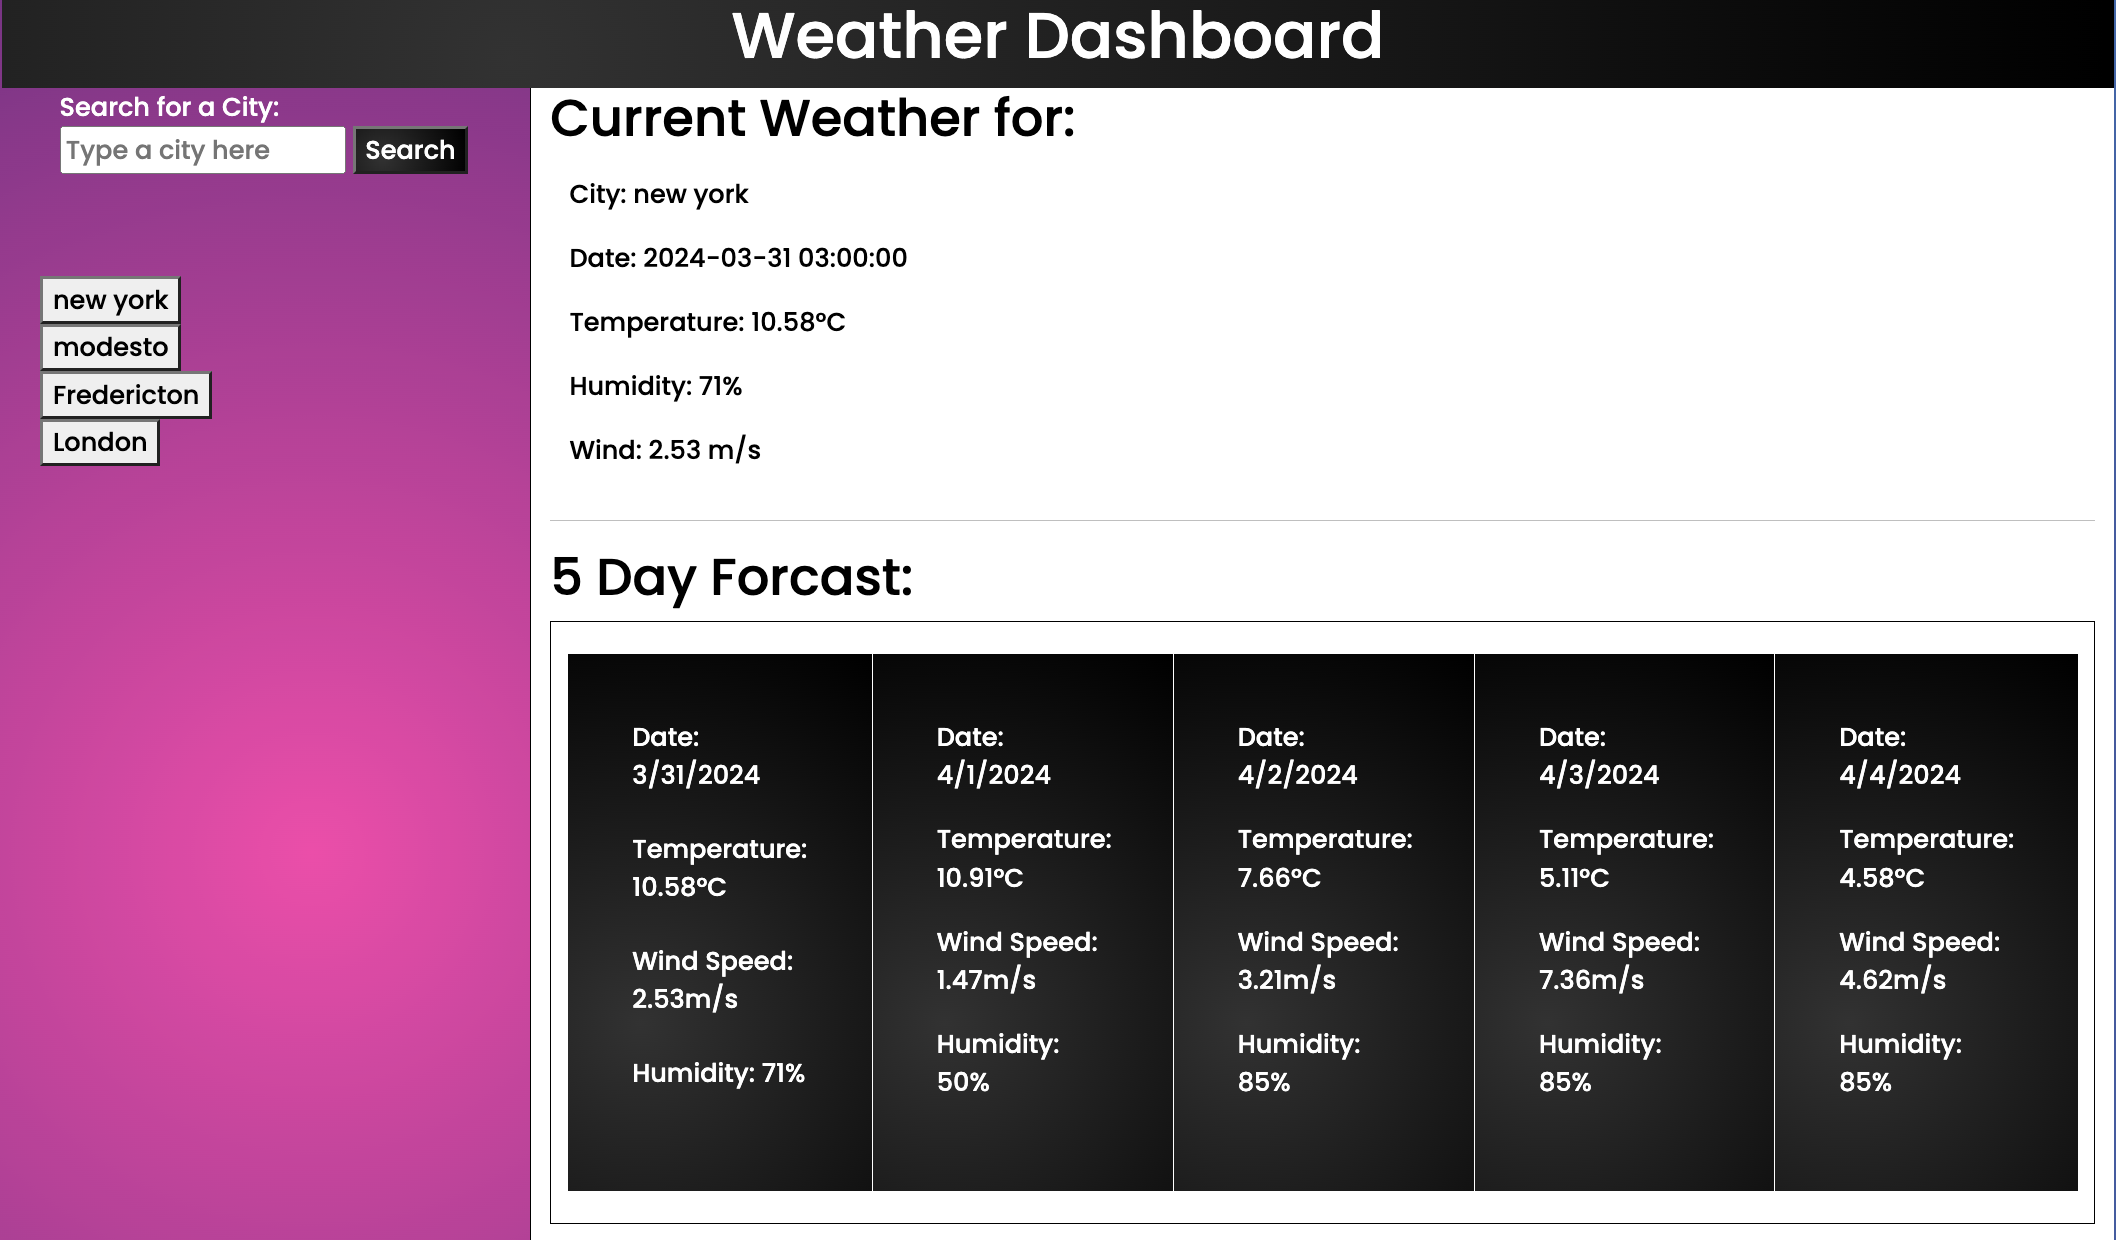 Weather Dashboard
Search for a City:
Type a city here
Search
new york
modesto
Fredericton
London
Current Weather for:
City: new york
Date: 2024-03-31 03:00:00
Temperature: 10.58°C
Humidity: 71%
Wind: 2.53 m/s
5 Day Forcast:
Date:
3/31/2024
Temperature:
10.58°C
Wind Speed:
2.53m/s
Humidity: 71%
Date:
4/1/2024
Temperature:
10.91°C
Wind Speed:
1.47m/s
Humidity:
50%
Date:
4/2/2024
Temperature:
7.66°C
Wind Speed:
3.21m/s
Humidity:
85%
Date:
4/3/2024
Temperature:
5.11°C
Wind Speed:
7.36m/s
Humidity:
85%
Date:
4/4/2024
Temperature:
4.58°C
Wind Speed:
4.62m/s
Humidity:
85%